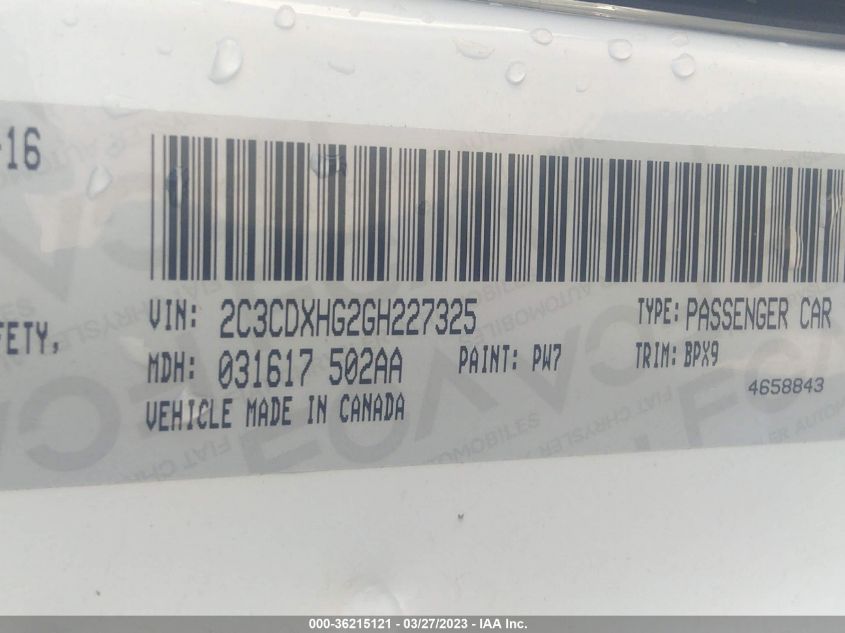 -16
VIN: 2C3CDXHG2GH227325 TYPE: PASSENGER CAR
FETY,
MDH: 031617 502AA PAINT: PW7 TRIM: BPX9
4658843
VEHICLE MADE IN CANADA
000-36215121 - 03/27/2023 - IAA Inc.